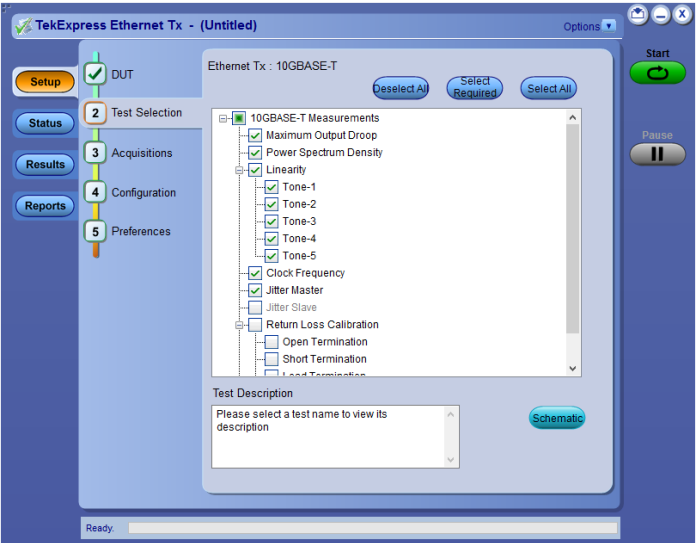 TekExpress Ethernet Tx - (Untitled)
Options
Start
Setup
Status
Results
Reports
Pause
DUT
2 Test Selection
3 Acquisitions
4 Configuration
5 Preferences
Ethernet Tx : 10GBASE-T
Deselect All
Select
Required
Select All
10GBASE-T Measurements
Maximum Output Droop
Power Spectrum Density
Linearity
Tone-1
Tone-2
Tone-3
Tone-4
Tone-5
Clock Frequency
Jitter Master
Jitter Slave
Return Loss Calibration
Open Termination
Short Termination
Load Termination
Test Description
Please select a test name to view its
description
Schematic
Ready.